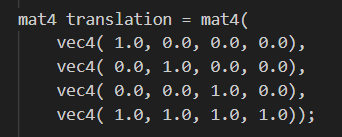 mat4 translation = mat4(
    vec4( 1.0, 0.0, 0.0, 0.0),
    vec4( 0.0, 1.0, 0.0, 0.0),
    vec4( 0.0, 0.0, 1.0, 0.0),
    vec4( 1.0, 1.0, 1.0, 1.0));